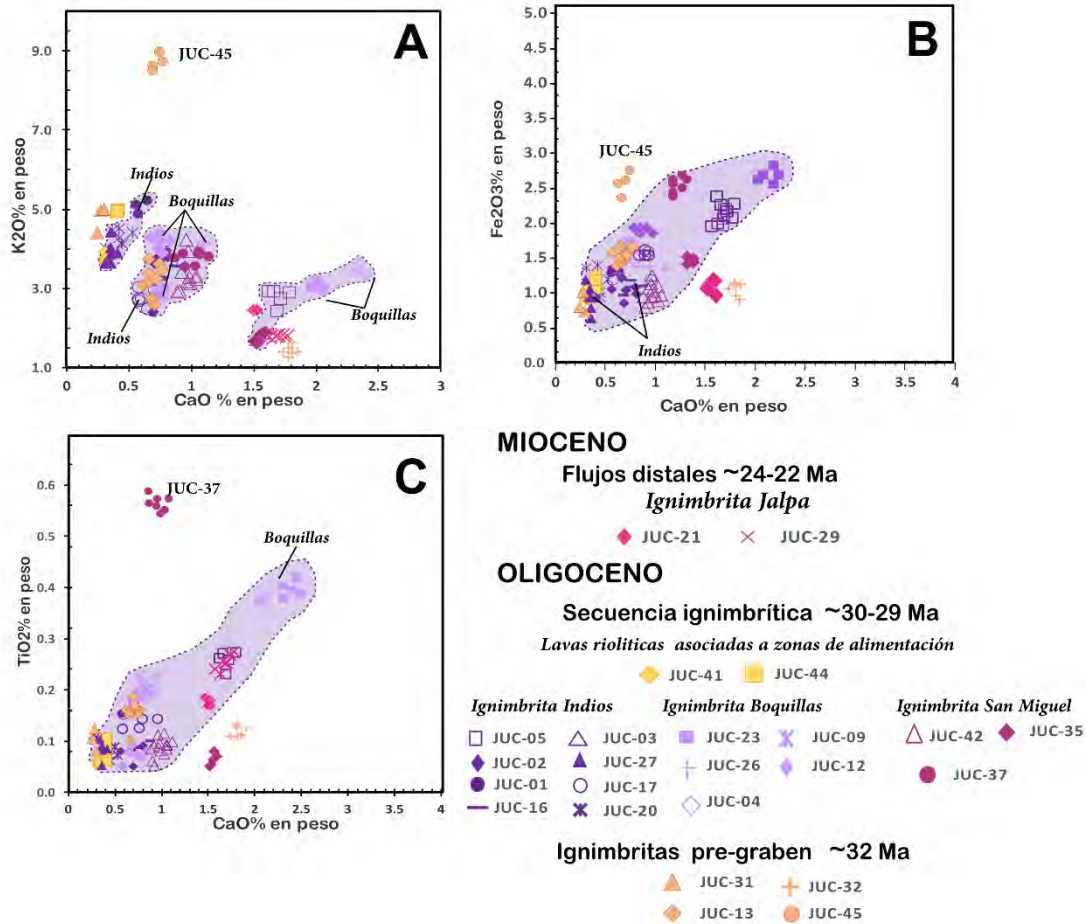 A
JUC-45
9.0
7.0
5.0
3.0
1.0
K2O% en peso
Indios
Boquillas
Indios
Boquillas
0 0.5 1 1.5 2 2.5 3
CaO % en peso
B
JUC-45
5.0
4.5
4.0
3.5
3.0
2.5
2.0
1.5
1.0
0.5
0.0
Fe2O3% en peso
Indios
0 0.5 1 1.5 2 2.5 3 3.5 4
CaO% en peso
C
JUC-37
0.6
0.5
0.4
0.3
0.2
0.1
0.0
TiO2% en peso
Boquillas
0 0.5 1 1.5 2 2.5 3 3.5 4
CaO% en peso
MIOCENO
Flujos distales ~24-22 Ma
Ignimbrita Jalpa
JUC-21 JUC-29
OLIGOCENO
Secuencia ignimbrítica ~30-29 Ma
Lavas rioliticas asociadas a zonas de alimentación
JUC-41 JUC-44
Ignimbrita Indios Ignimbrita Boquillas Ignimbrita San Miguel
JUC-05 JUC-03 JUC-23 JUC-09 JUC-42 JUC-35
JUC-02 JUC-27 JUC-26 JUC-12 JUC-37
JUC-01 JUC-17 JUC-04
JUC-16 JUC-20
Ignimbritas pre-graben ~32 Ma
JUC-31 JUC-32
JUC-13 JUC-45